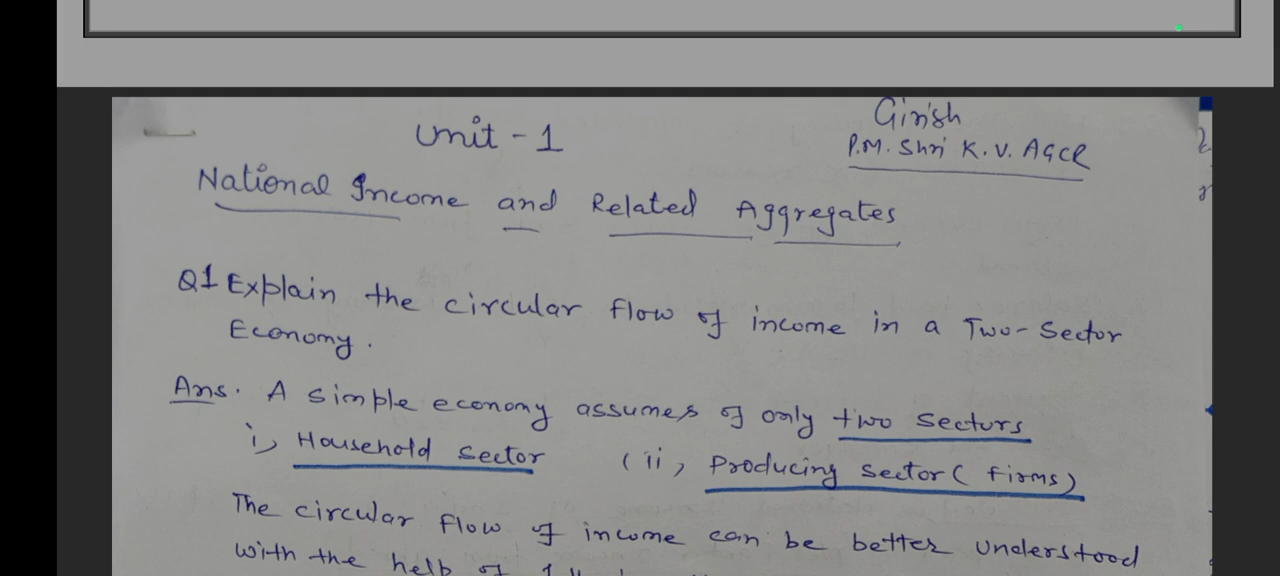 Girish
Unit - 1
P.M. Shri K.V. AGCR
National Income and Related Aggregates
Q1 Explain the circular flow of income in a Two-Sector
Economy.
Ans. A simple economy assumes of only two sectors
i, Household sector (ii, Producing sector (firms)
The circular flow of income can be better understood
with the help of